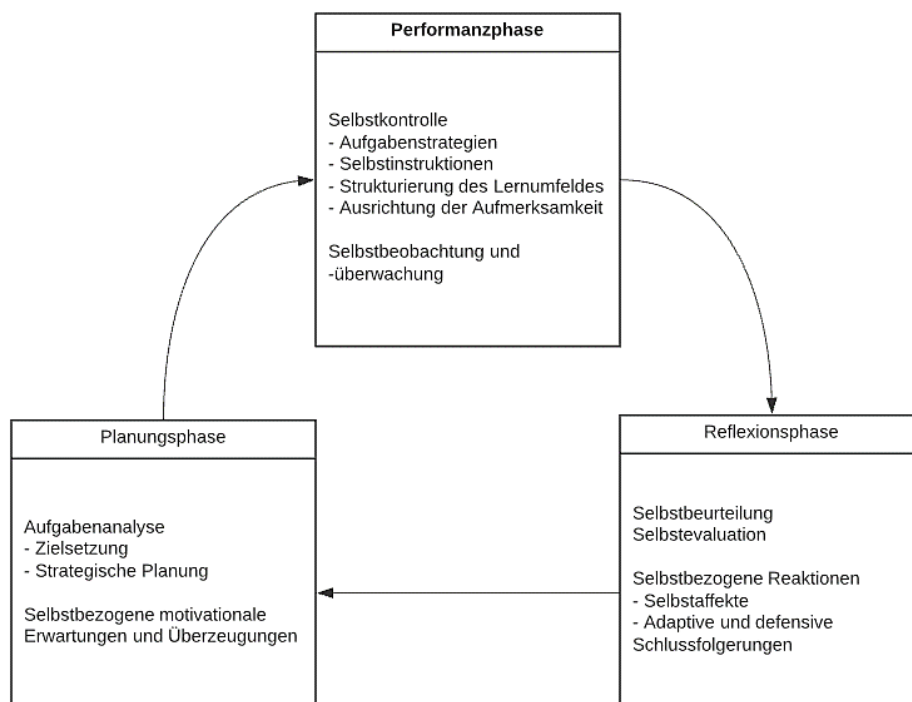 Performanzphase
Selbstkontrolle
- Aufgabenstrategien
- Selbstinstruktionen
- Strukturierung des Lernumfeldes
- Ausrichtung der Aufmerksamkeit
Selbstbeobachtung und
-überwachung
Planungsphase
Aufgabenanalyse
- Zielsetzung
- Strategische Planung
Selbstbezogene motivationale
Erwartungen und Überzeugungen
Reflexionsphase
Selbstbeurteilung
Selbstevaluation
Selbstbezogene Reaktionen
- Selbstaffekte
- Adaptive und defensive
Schlussfolgerungen